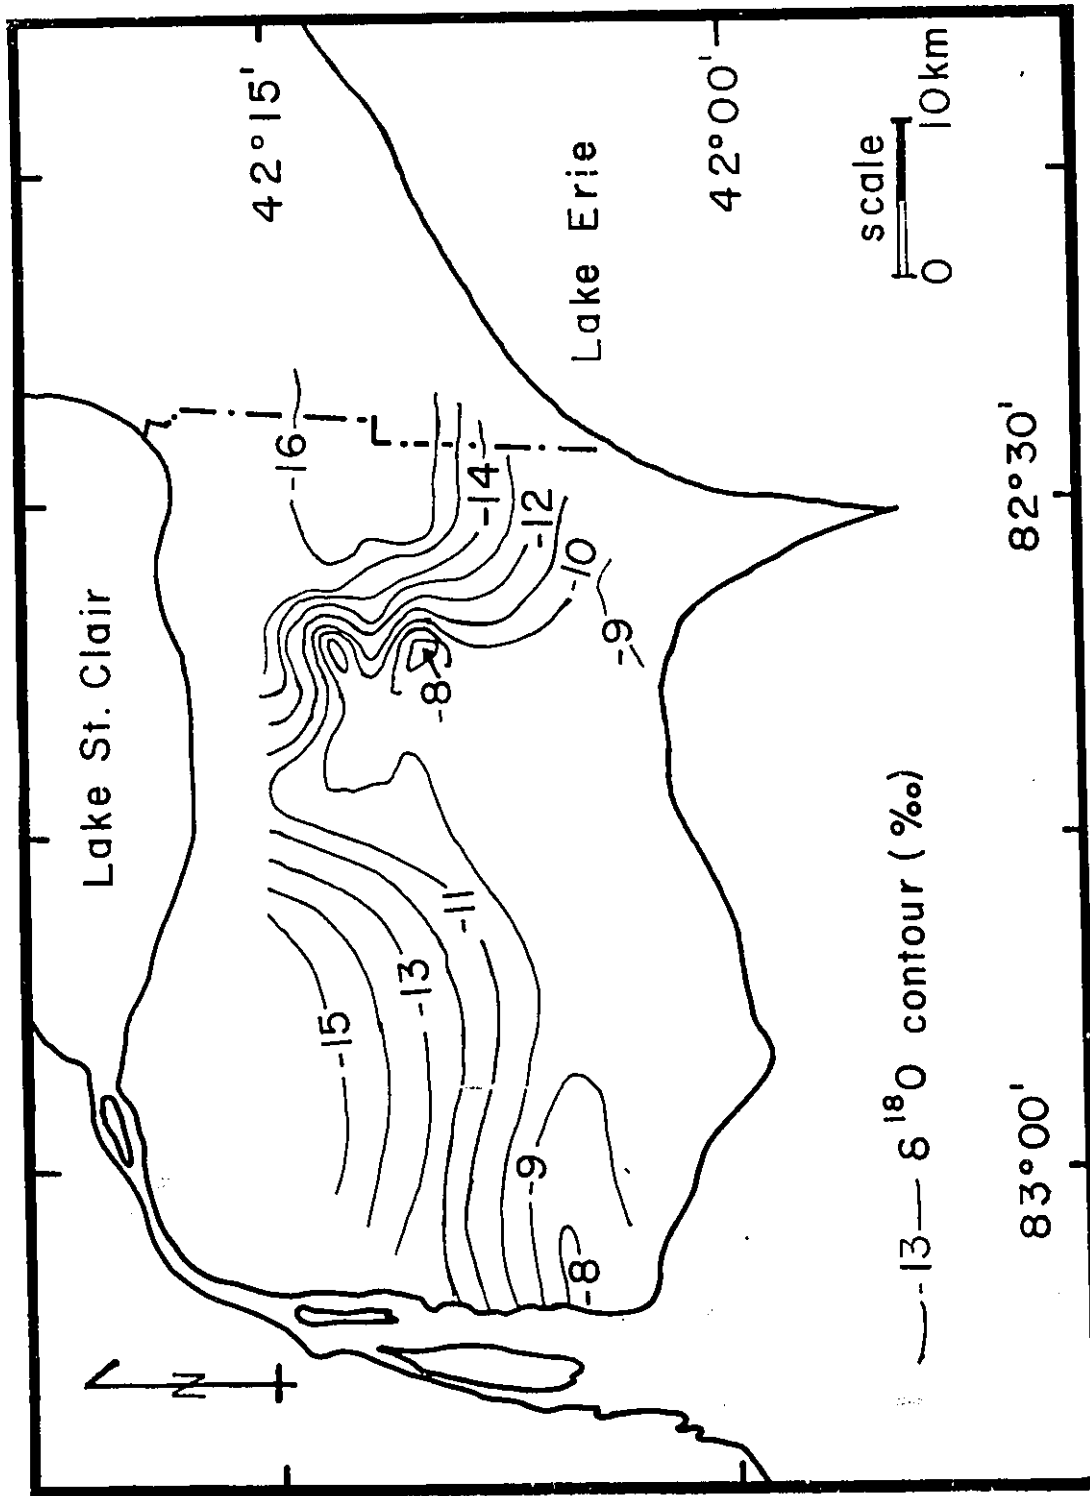 Lake St. Clair
42°15'
-16
-14
-12
-10
-9
-8
-11
-13
-15
-9
-8
Lake Erie
42°00'
scale
0 10km
N
-13 δ ¹⁸O contour (‰)
83°00'
82°30'